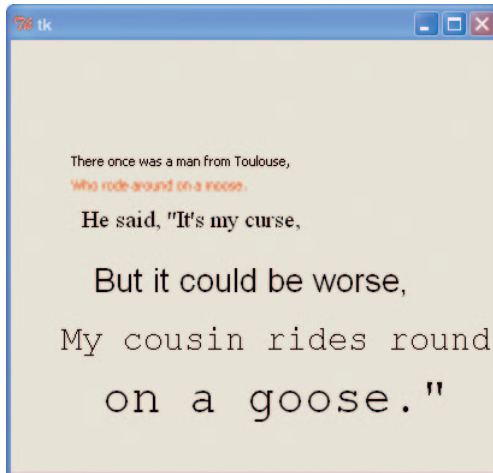 tk
There once was a man from Toulouse,
Who rode around on a moose.
He said, "It's my curse,
But it could be worse,
My cousin rides round
on a goose."